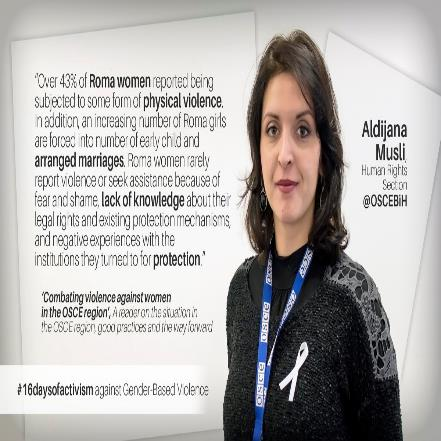 “Over 43% of Roma women reported being
subjected to some form of physical violence.
In addition, an increasing number of Roma girls
are forced into number of early child and
arranged marriages. Roma women rarely
report violence or seek assistance because of
fear and shame, lack of knowledge about their
legal rights and existing protection mechanisms,
and negative experiences with the
institutions they turned to for protection.”
'Combating violence against women
in the OSCE region', A reader on the situation in
the OSCE region, good practices and the way forward
#16daysofactivism against Gender-Based Violence
Aldijana
Musli,
Human Rights
Section
@OSCEBiH
OSCE
OSCE
OSCE
OSCE